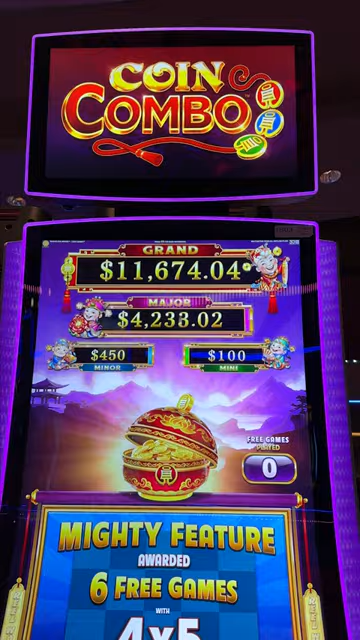 COIN
COMBO
GRAND
$11,674.04
MAJOR
$4,233.02
$450
$100
MINOR
MINI
FREE GAMES
PLAYED
0
MIGHTY FEATURE
AWARDED
6 FREE GAMES
WITH
4x5